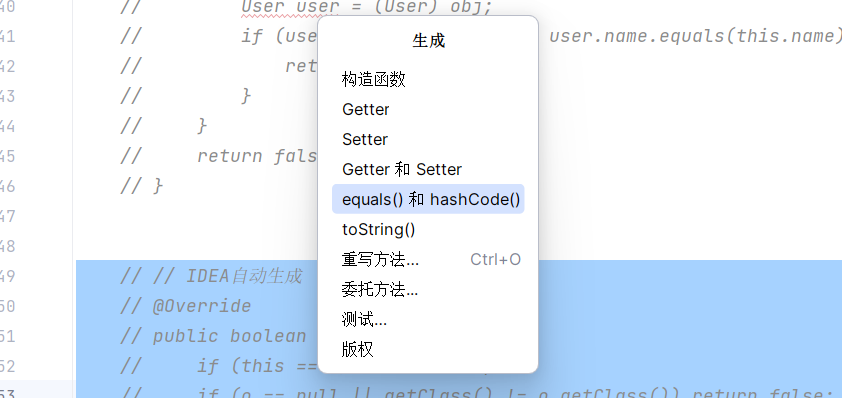 40 // User user = (User) obj;
41 // if (use user.name.equals(this.name)
42 // ret
43 // }
44 // }
45 // return fals
46 // }
47
48
49 // // IDEA自动生成
50 // @Override
51 // public boolean
52 // if (this ==
53 // if (o == null || getClass() != o.getClass()) return false;
生成
构造函数
Getter
Setter
Getter 和 Setter
equals() 和 hashCode()
toString()
重写方法... Ctrl+O
委托方法...
测试...
版权